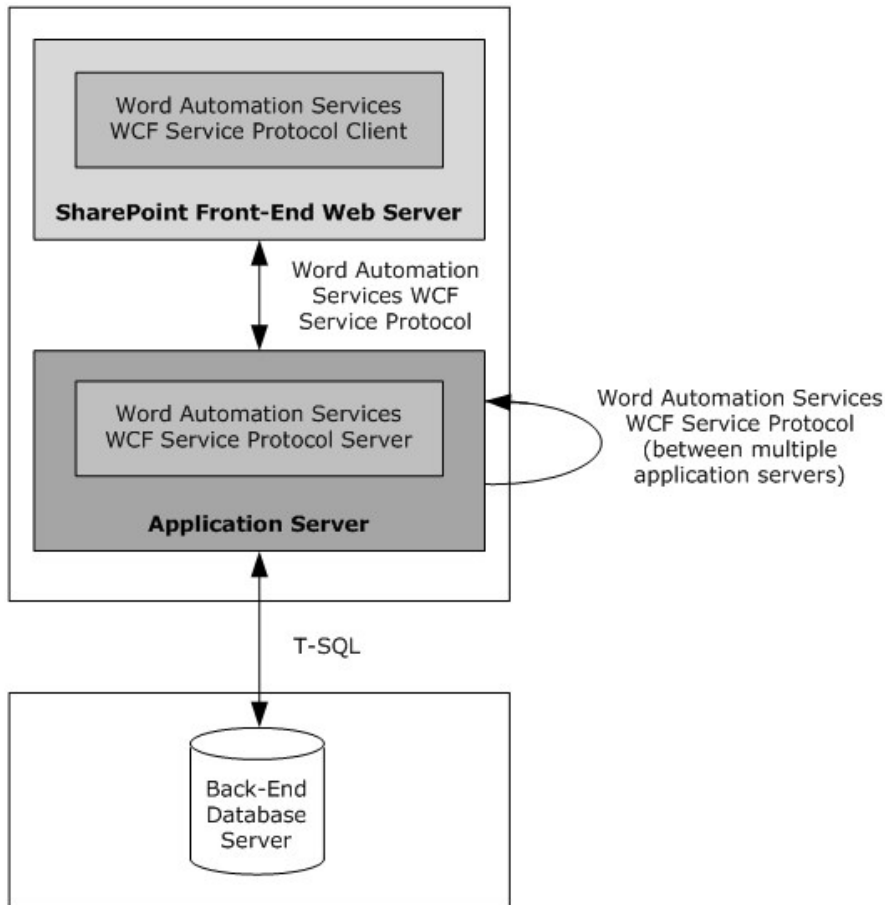 Word Automation Services
WCF Service Protocol Client
SharePoint Front-End Web Server
Word Automation
Services WCF
Service Protocol
Word Automation Services
WCF Service Protocol Server
Application Server
Word Automation Services
WCF Service Protocol
(between multiple
application servers)
T-SQL
Back-End
Database
Server